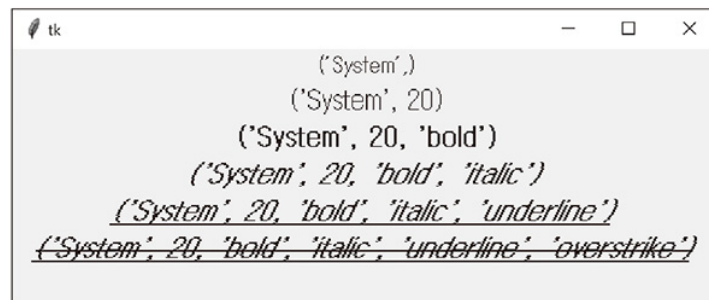 tk
('System',)
('System', 20)
('System', 20, 'bold')
('System', 20, 'bold', 'italic')
('System', 20, 'bold', 'italic', 'underline')
('System', 20, 'bold', 'italic', 'underline', 'overstrike')